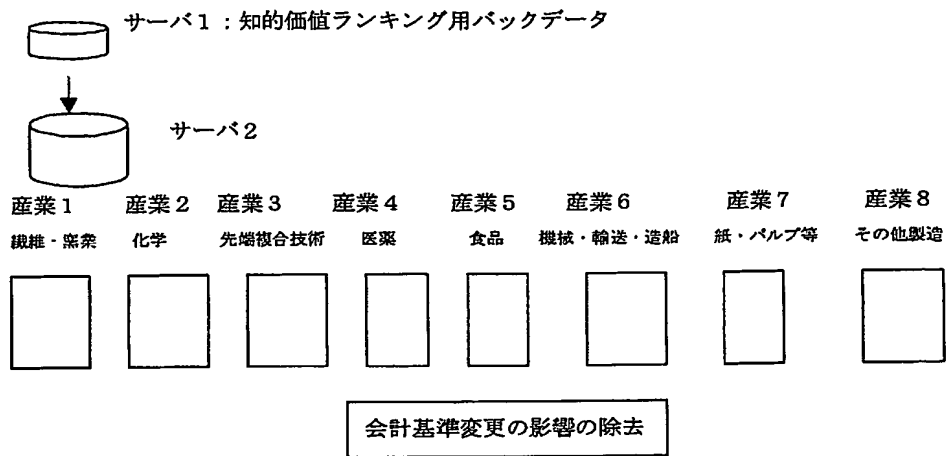 サーバ1：知的価値ランキング用バックデータ
サーバ2
産業1 産業2 産業3 産業4 産業5 産業6 産業7 産業8
繊維・窯業 化学 先端複合技術 医薬 食品 機械・輸送・造船 紙・パルプ等 その他製造
会計基準変更の影響の除去